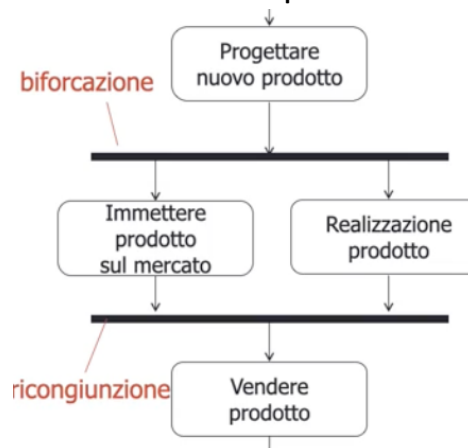 Progettare
nuovo prodotto
biforcazione
Immettere
prodotto
sul mercato
Realizzazione
prodotto
ricongiunzione
Vendere
prodotto